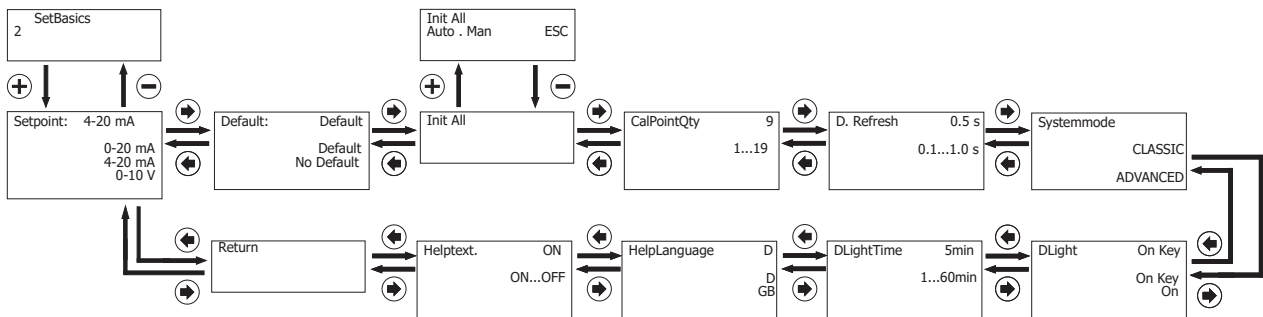 SetBasics
2
Init All
Auto . Man ESC
Setpoint: 4-20 mA
0-20 mA
4-20 mA
0-10 V
Default: Default
Default
No Default
Init All
CalPointQty 9
1...19
D. Refresh 0.5 s
0.1...1.0 s
Systemmode
CLASSIC
ADVANCED
Return
Helptext. ON
ON...OFF
HelpLanguage D
D
GB
DLightTime 5min
1...60min
DLight On Key
On Key
On